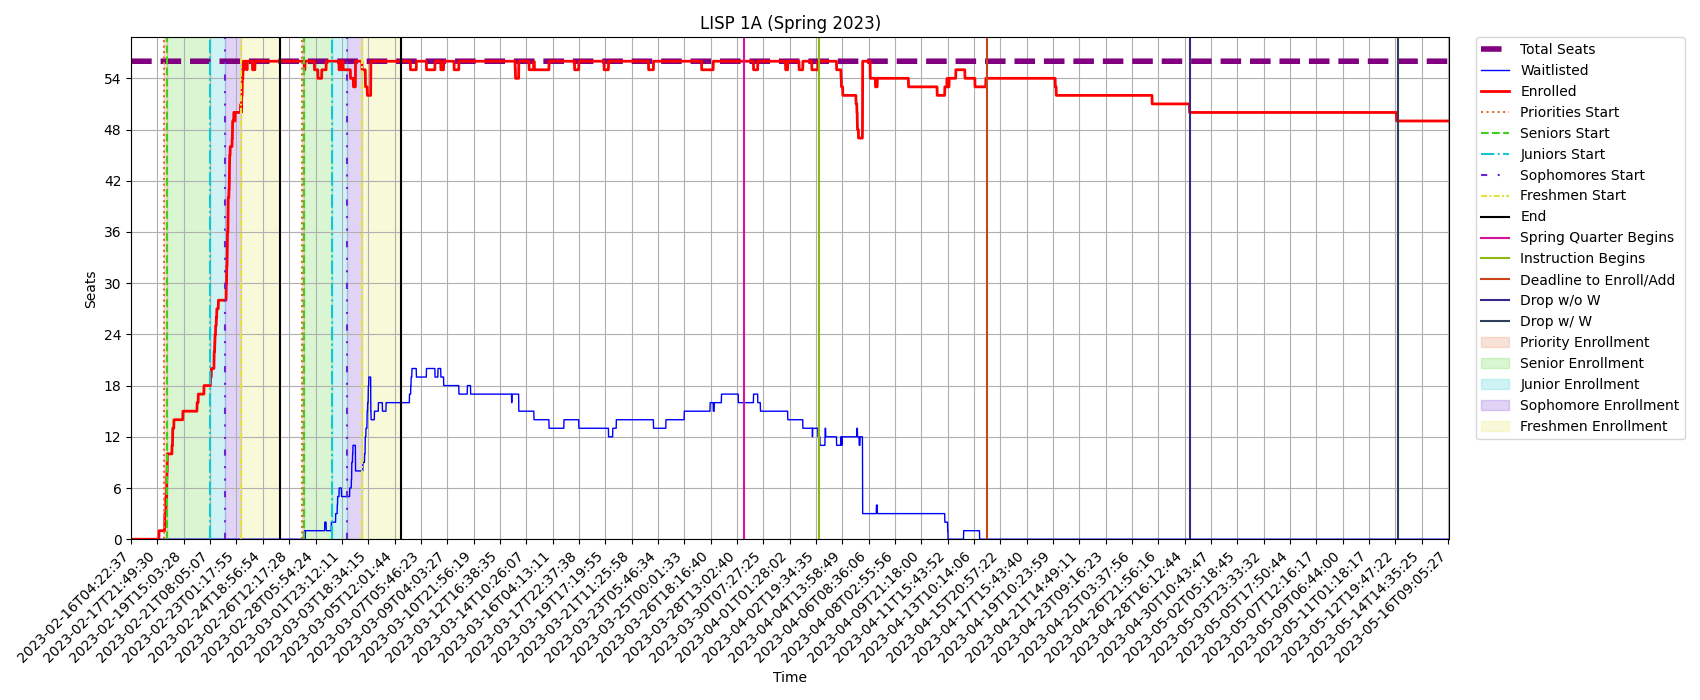 LISP 1A (Spring 2023)
Seats
54
48
42
36
30
24
18
12
6
0
2023-02-16T04:22:37
2023-02-17T21:49:30
2023-02-19T15:03:28
2023-02-21T08:05:07
2023-02-23T01:17:55
2023-02-24T18:56:54
2023-02-26T12:17:28
2023-02-28T05:54:24
2023-03-01T23:12:11
2023-03-03T18:34:15
2023-03-05T12:01:44
2023-03-07T05:46:23
2023-03-09T04:03:27
2023-03-10T21:56:19
2023-03-12T16:38:35
2023-03-14T10:26:07
2023-03-16T04:13:11
2023-03-17T22:37:38
2023-03-19T17:19:55
2023-03-21T11:25:58
2023-03-23T05:46:34
2023-03-25T00:01:33
2023-03-26T18:16:40
2023-03-28T13:02:40
2023-03-30T07:27:25
2023-04-01T01:28:02
2023-04-02T19:34:35
2023-04-04T13:58:49
2023-04-06T08:36:06
2023-04-08T02:55:56
2023-04-09T21:18:00
2023-04-11T15:43:52
2023-04-13T10:14:06
2023-04-15T20:57:22
2023-04-17T15:43:40
2023-04-19T10:23:59
2023-04-21T14:49:11
2023-04-23T09:16:23
2023-04-25T03:37:56
2023-04-26T21:56:16
2023-04-28T16:12:44
2023-04-30T10:43:47
2023-05-02T05:18:45
2023-05-03T23:33:32
2023-05-05T17:50:44
2023-05-07T12:16:17
2023-05-09T06:44:00
2023-05-11T01:18:17
2023-05-12T19:47:22
2023-05-14T14:35:25
2023-05-16T09:05:27
Time
Total Seats
Waitlisted
Enrolled
Priorities Start
Seniors Start
Juniors Start
Sophomores Start
Freshmen Start
End
Spring Quarter Begins
Instruction Begins
Deadline to Enroll/Add
Drop w/o W
Drop w/ W
Priority Enrollment
Senior Enrollment
Junior Enrollment
Sophomore Enrollment
Freshmen Enrollment